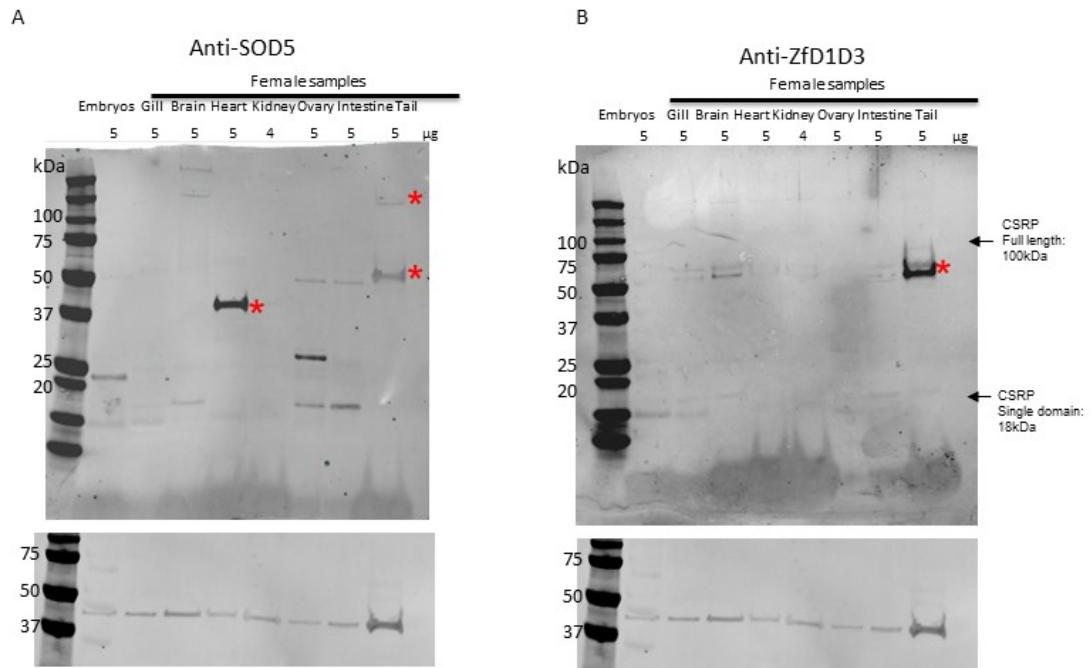 A
Anti-SOD5
Female samples
Embryos Gill Brain Heart Kidney Ovary Intestine Tail
5 5 5 5 4 5 5 5 µg
kDa
100
75
50
37
25
20
*
*
*
75
50
37
B
Anti-ZfD1D3
Female samples
Embryos Gill Brain Heart Kidney Ovary Intestine Tail
5 5 5 5 4 5 5 5 µg
kDa
100
75
50
37
25
20
*
CSRP
Full length:
100kDa
CSRP
Single domain:
18kDa
75
50
37